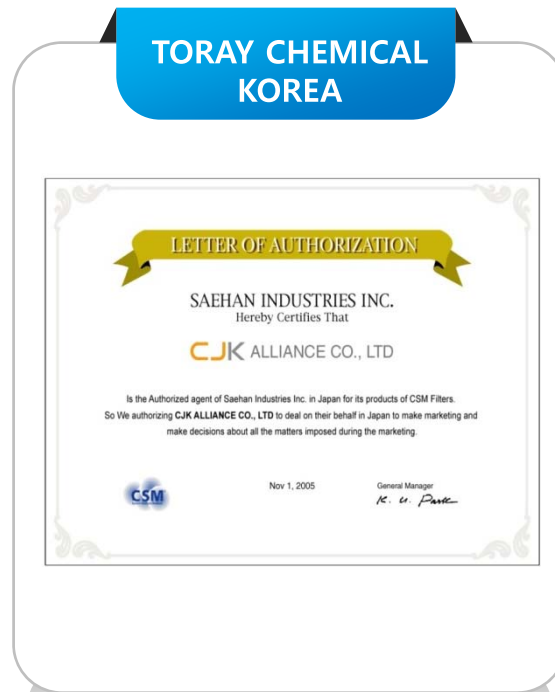 TORAY CHEMICAL
KOREA
LETTER OF AUTHORIZATION
SAEHAN INDUSTRIES INC.
Hereby Certifies That
CJK ALLIANCE CO., LTD
Is the Authorized agent of Saehan Industries Inc. in Japan for its products of CSM Filters.
So We authorizing CJK ALLIANCE CO., LTD to deal on their behalf in Japan to make marketing and
make decisions about all the matters imposed during the marketing.
CSM
Nov 1, 2005
General Manager
K. U. Park